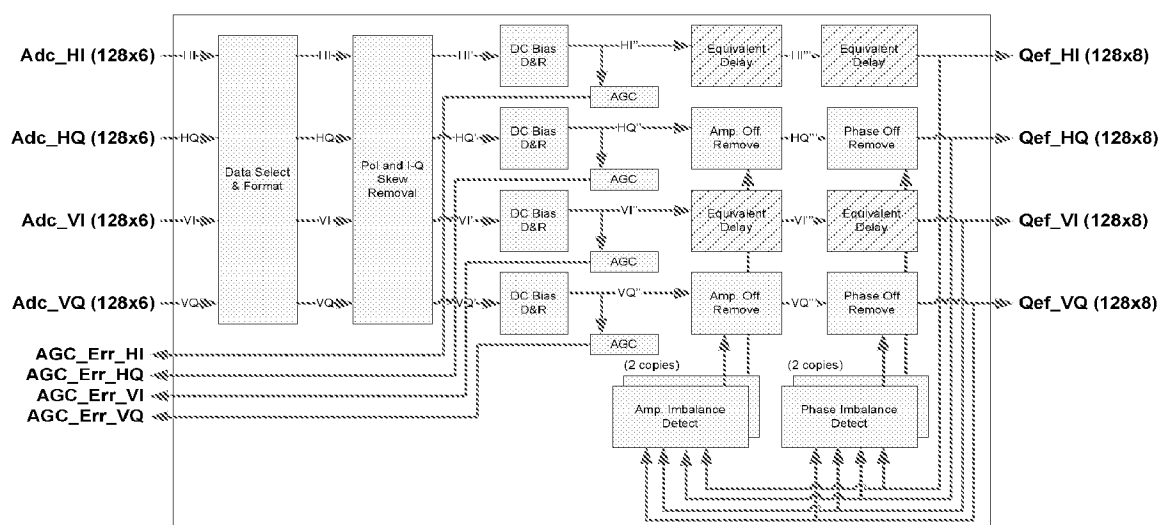 Adc_HI (128x6)
HI
HI
HI'
DC Bias
D&R
HI''
Equivalent
Delay
HI'''
Equivalent
Delay
Qef_HI (128x8)
AGC
Adc_HQ (128x6)
HQ
HQ
HQ'
DC Bias
D&R
HQ''
Amp. Off
Remove
HQ'''
Phase Off
Remove
Qef_HQ (128x8)
Data Select
& Format
Pol and I-Q
Skew
Removal
AGC
Adc_VI (128x6)
VI
VI
VI'
DC Bias
D&R
VI''
Equivalent
Delay
VI'''
Equivalent
Delay
Qef_VI (128x8)
AGC
Adc_VQ (128x6)
VQ
VQ
VQ'
DC Bias
D&R
VQ''
Amp. Off
Remove
VQ'''
Phase Off
Remove
Qef_VQ (128x8)
AGC
AGC_Err_HI
AGC_Err_HQ
AGC_Err_VI
AGC_Err_VQ
(2 copies)
(2 copies)
Amp. Imbalance
Detect
Phase Imbalance
Detect